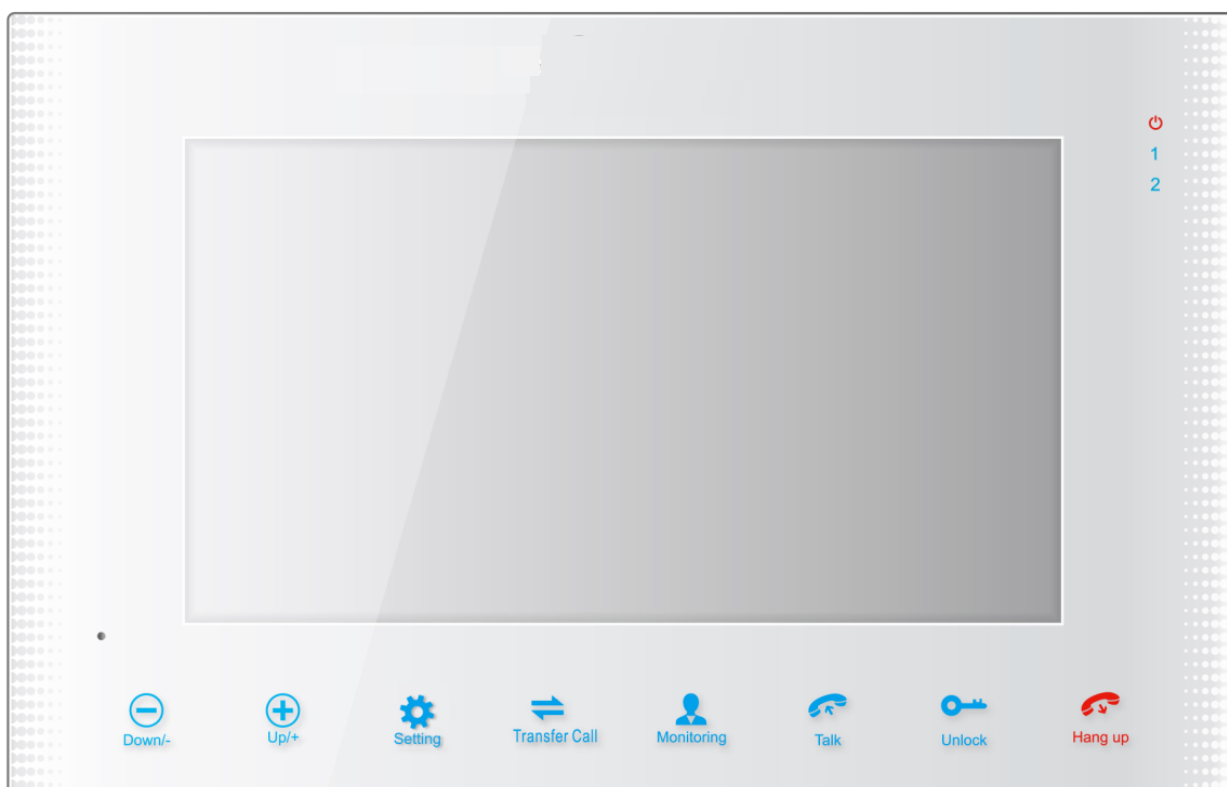 1
2
Down/-
Up/+
Setting
Transfer Call
Monitoring
Talk
Unlock
Hang up